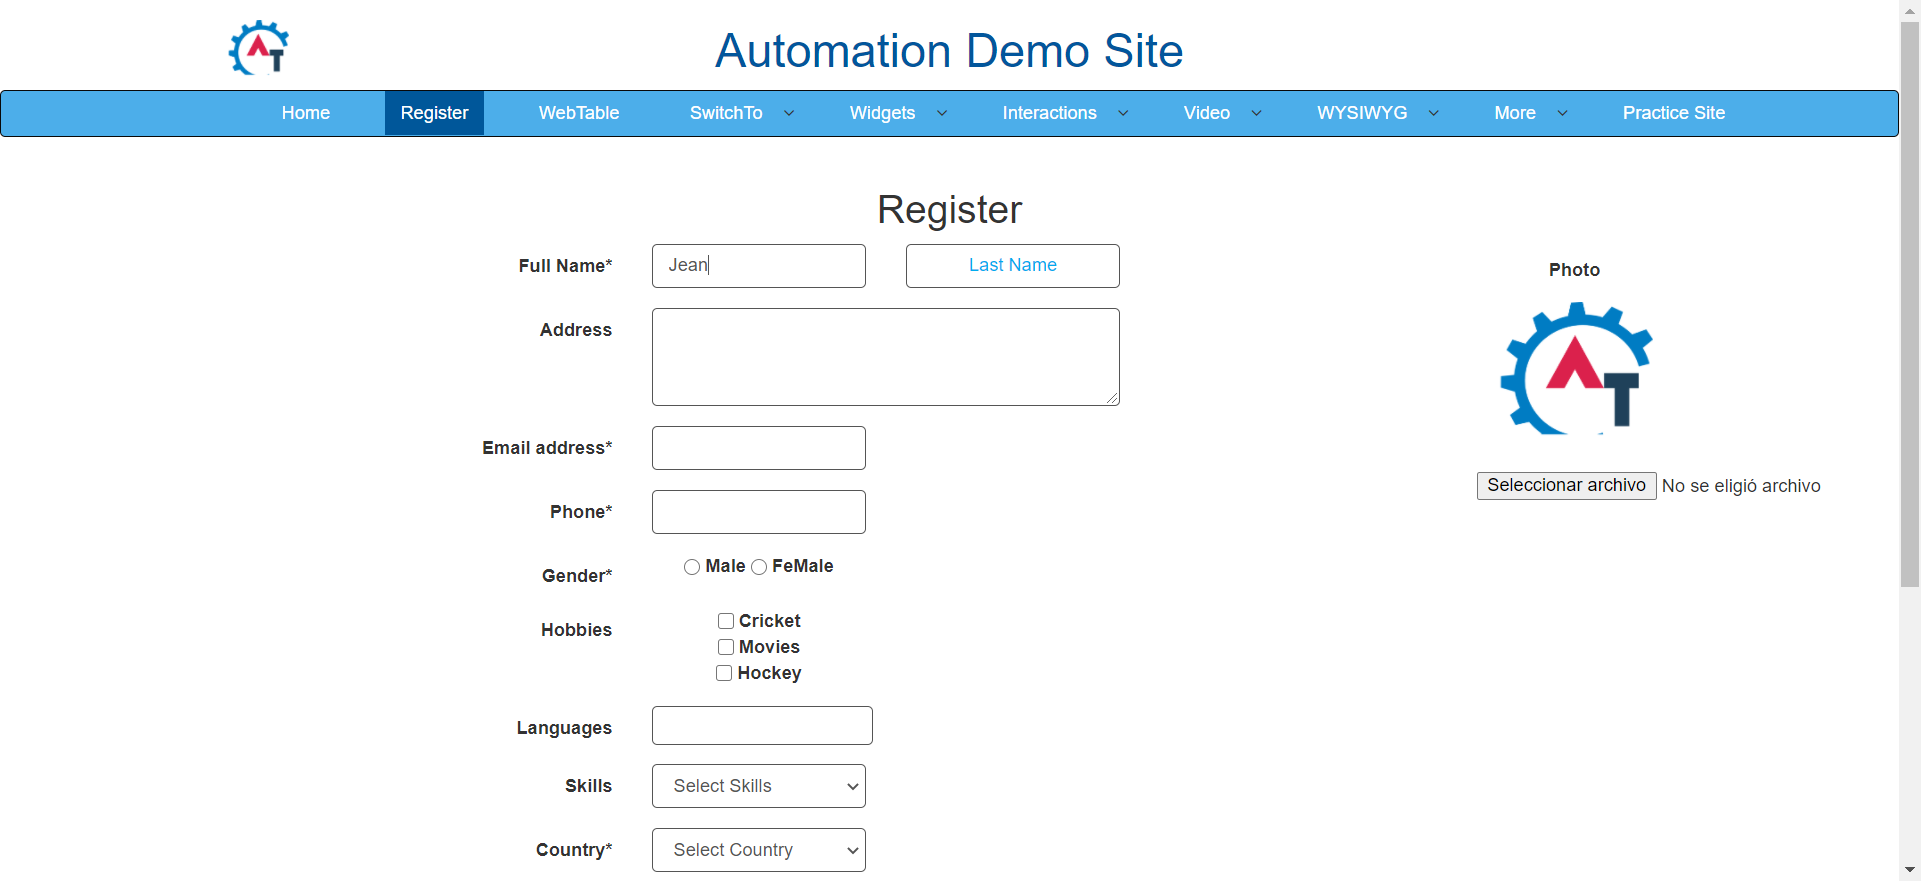 AT
Automation Demo Site
Home Register WebTable SwitchTo Widgets Interactions Video WYSIWYG More Practice Site
Register
Full Name* Jean Last Name
Photo
Address
AT
Email address*
Seleccionar archivo No se eligió archivo
Phone*
Gender* Male FeMale
Hobbies Cricket
Movies
Hockey
Languages
Skills Select Skills
Country* Select Country